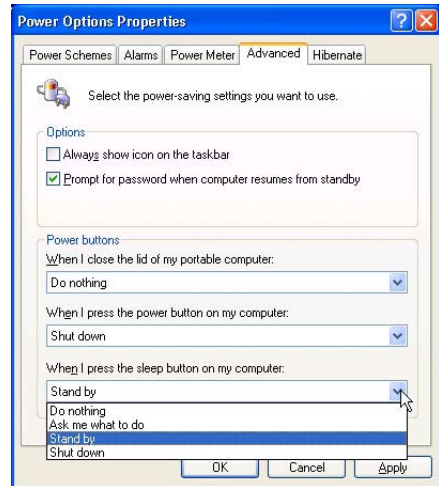 Power Options Properties
Power Schemes Alarms Power Meter Advanced Hibernate
Select the power-saving settings you want to use.
Options
Always show icon on the taskbar
Prompt for password when computer resumes from standby
Power buttons
When I close the lid of my portable computer:
Do nothing
When I press the power button on my computer:
Shut down
When I press the sleep button on my computer:
Stand by
Do nothing
Ask me what to do
Stand by
Shut down
OK Cancel Apply